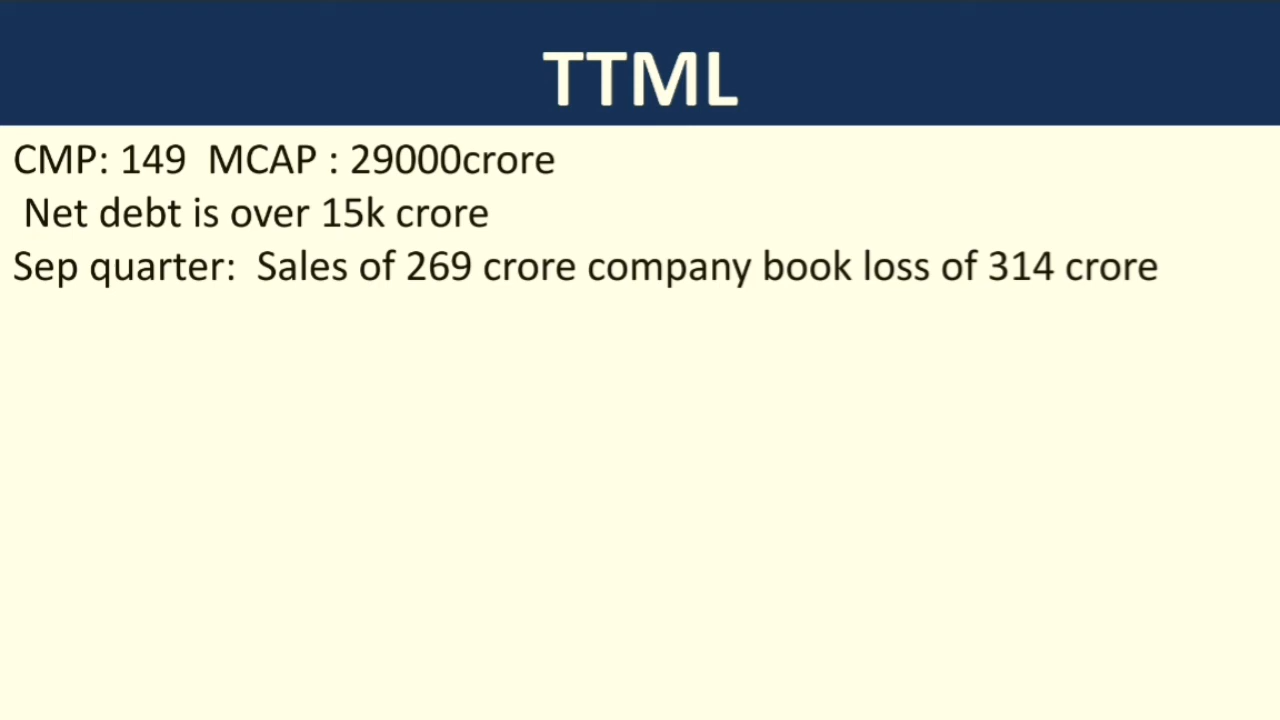 TTML
CMP: 149 MCAP : 29000crore
Net debt is over 15k crore
Sep quarter: Sales of 269 crore company book loss of 314 crore